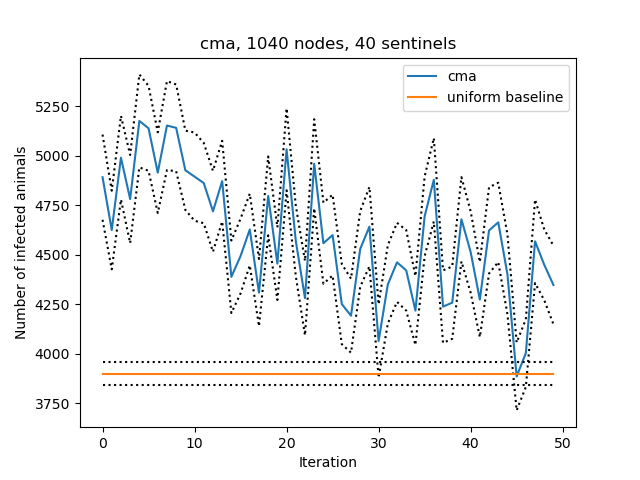 cma, 1040 nodes, 40 sentinels
cma
uniform baseline
Number of infected animals
5250
5000
4750
4500
4250
4000
3750
0 10 20 30 40 50
Iteration